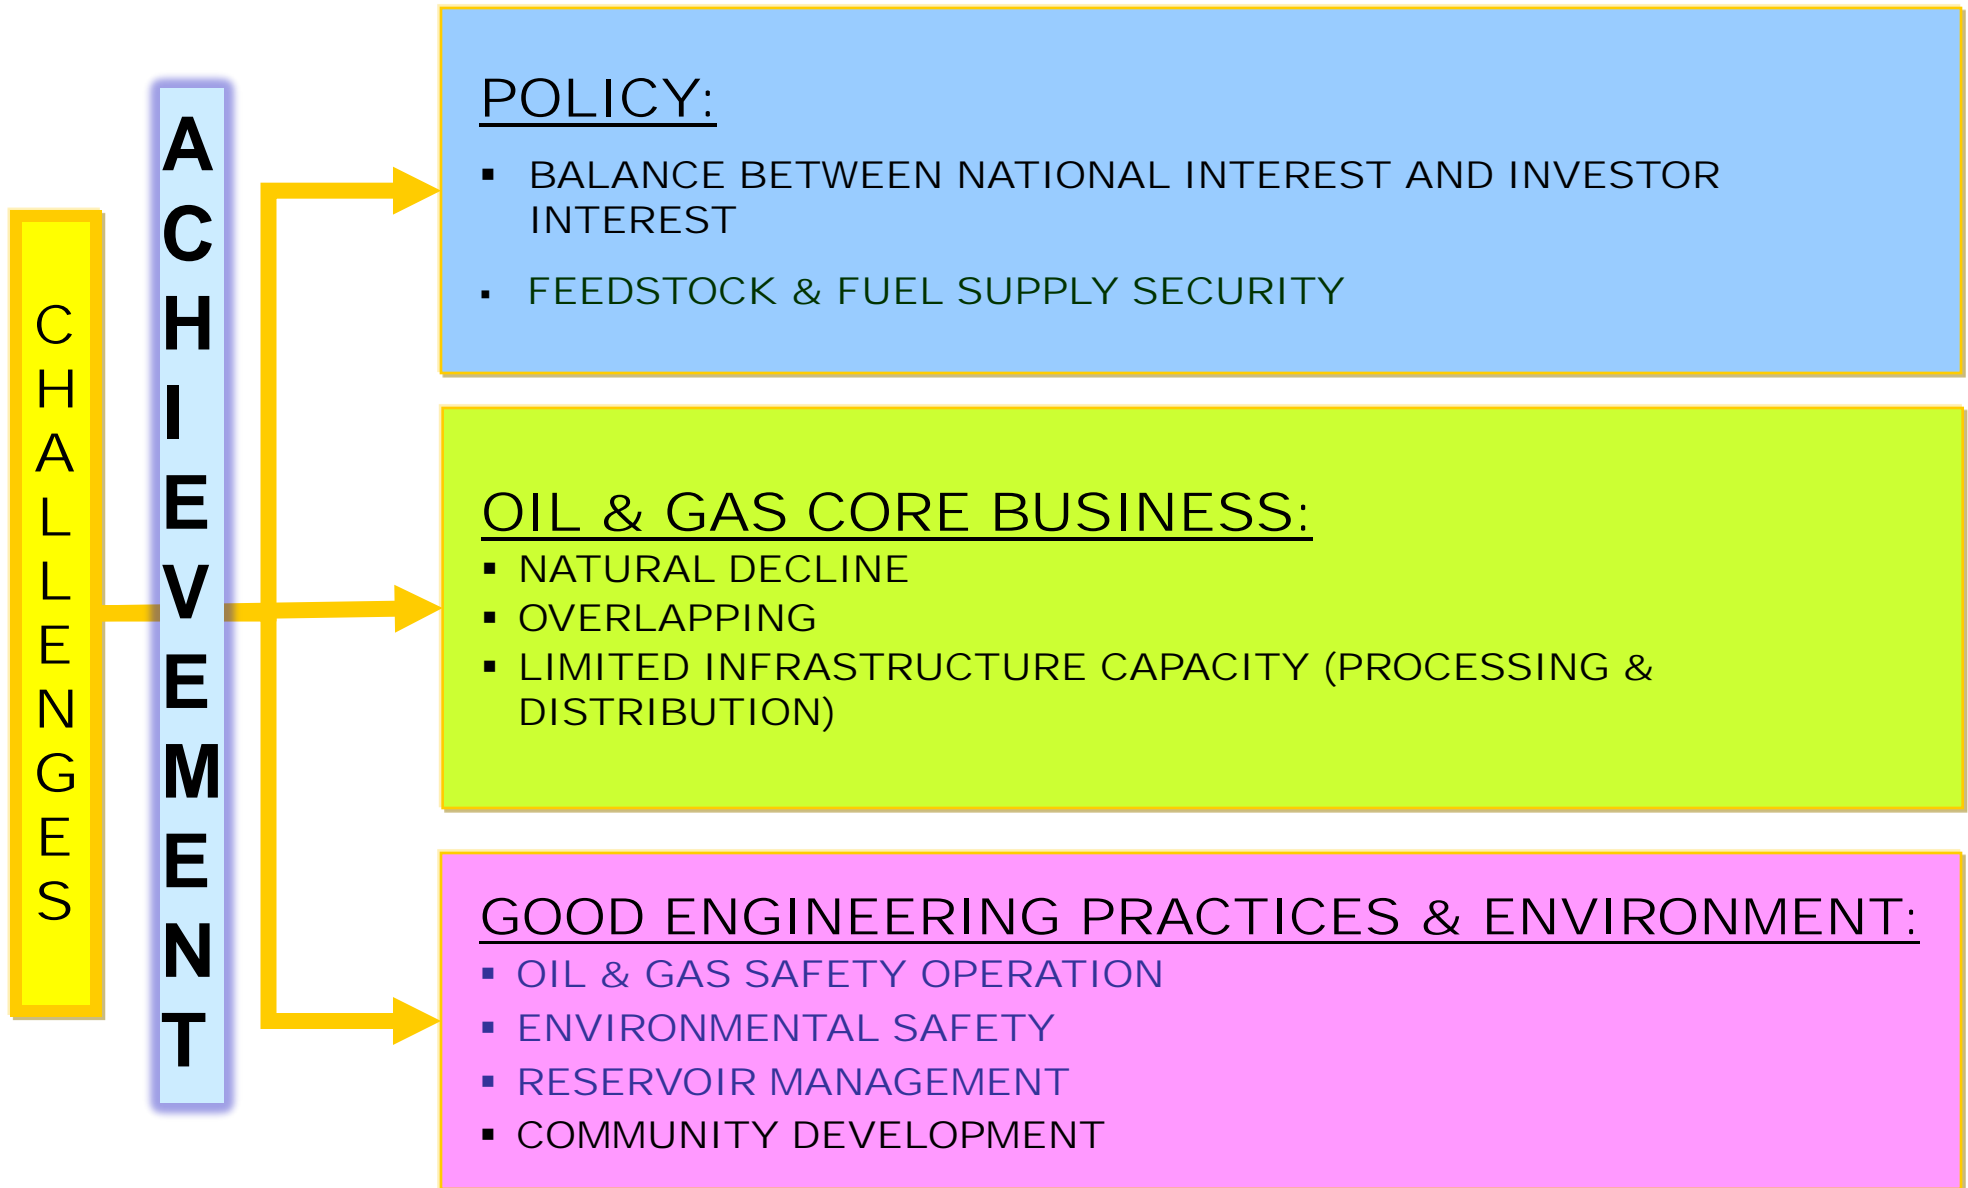 CHALLENGES
ACHIEVEMENT
POLICY:
▪ BALANCE BETWEEN NATIONAL INTEREST AND INVESTOR
INTEREST
▪ FEEDSTOCK & FUEL SUPPLY SECURITY
OIL & GAS CORE BUSINESS:
▪ NATURAL DECLINE
▪ OVERLAPPING
▪ LIMITED INFRASTRUCTURE CAPACITY (PROCESSING &
DISTRIBUTION)
GOOD ENGINEERING PRACTICES & ENVIRONMENT:
▪ OIL & GAS SAFETY OPERATION
▪ ENVIRONMENTAL SAFETY
▪ RESERVOIR MANAGEMENT
▪ COMMUNITY DEVELOPMENT